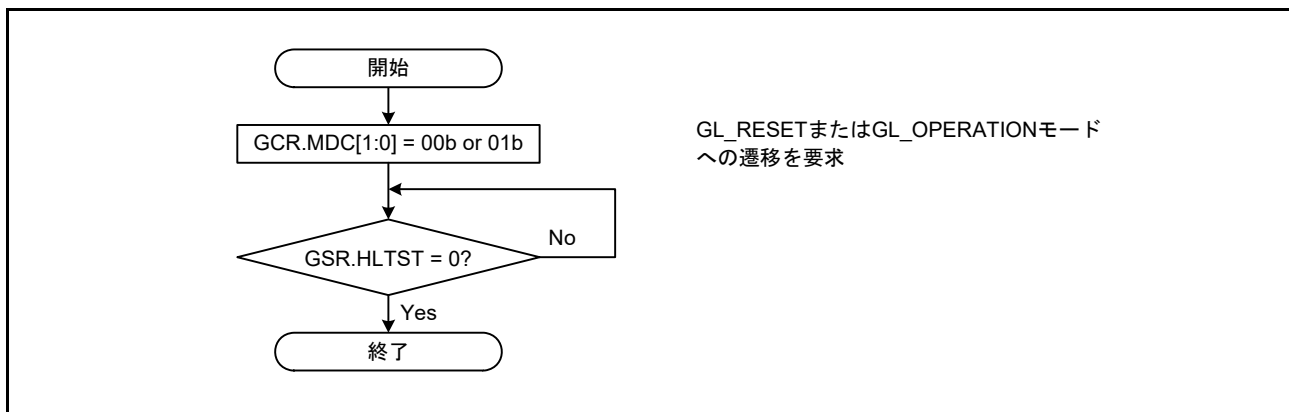 開始
GCR.MDC[1:0] = 00b or 01b
GL_RESETまたはGL_OPERATIONモード
への遷移を要求
GSR.HLTST = 0?
No
Yes
終了